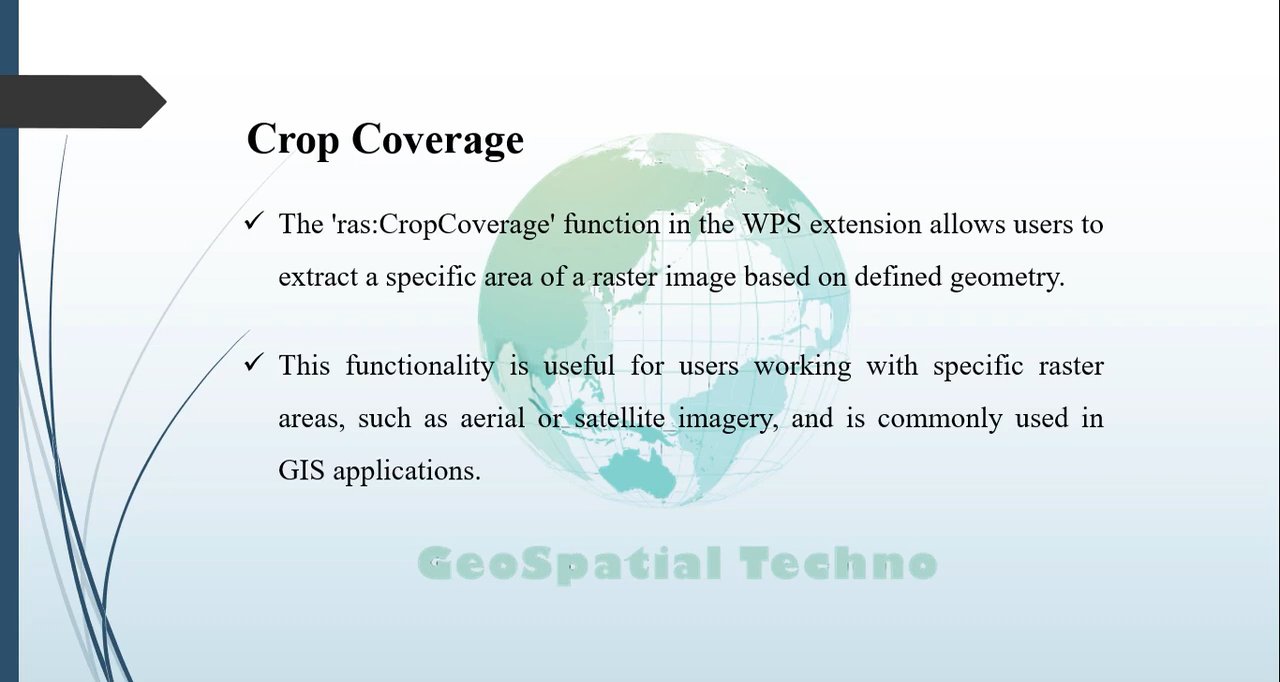 Crop Coverage
✓ The 'ras:CropCoverage' function in the WPS extension allows users to
extract a specific area of a raster image based on defined geometry.
✓ This functionality is useful for users working with specific raster
areas, such as aerial or satellite imagery, and is commonly used in
GIS applications.
GeoSpatial Techno